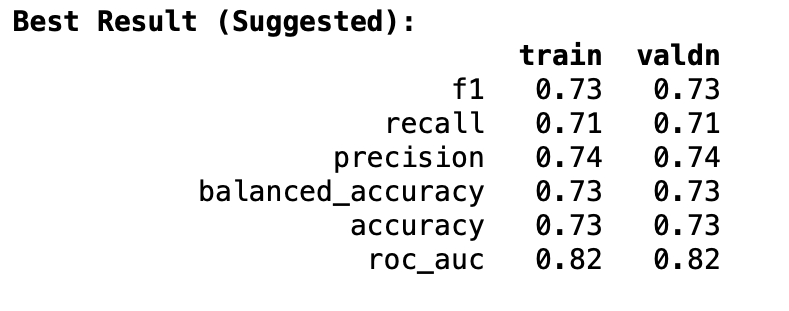 Best Result (Suggested):
train valdn
f1 0.73 0.73
recall 0.71 0.71
precision 0.74 0.74
balanced_accuracy 0.73 0.73
accuracy 0.73 0.73
roc_auc 0.82 0.82